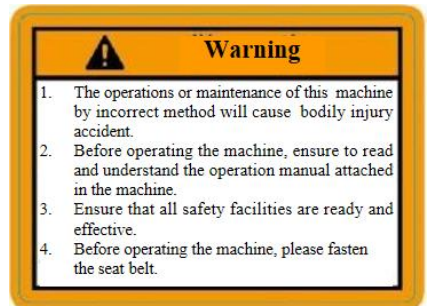 Warning
1. The operations or maintenance of this machine
by incorrect method will cause bodily injury
accident.
2. Before operating the machine, ensure to read
and understand the operation manual attached
in the machine.
3. Ensure that all safety facilities are ready and
effective.
4. Before operating the machine, please fasten
the seat belt.